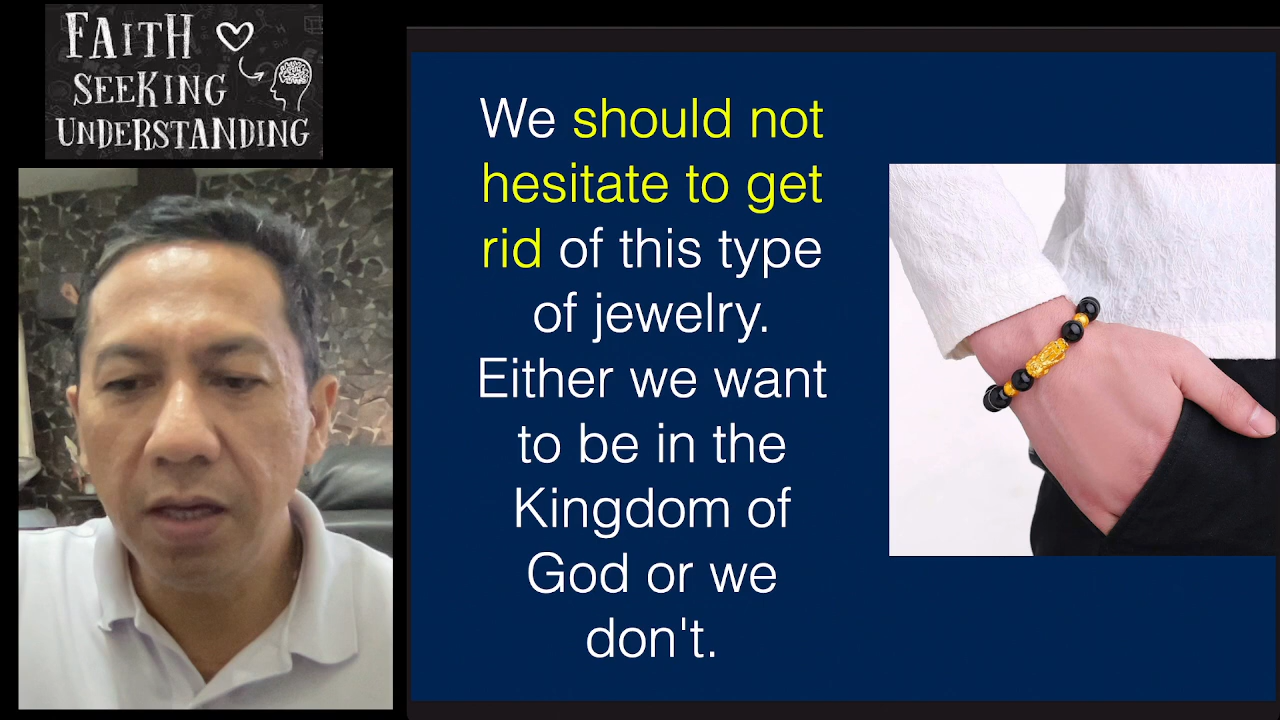 FAITH
SEEKING
UNDERSTANDING
We should not
hesitate to get
rid of this type
of jewelry.
Either we want
to be in the
Kingdom of
God or we
don't.